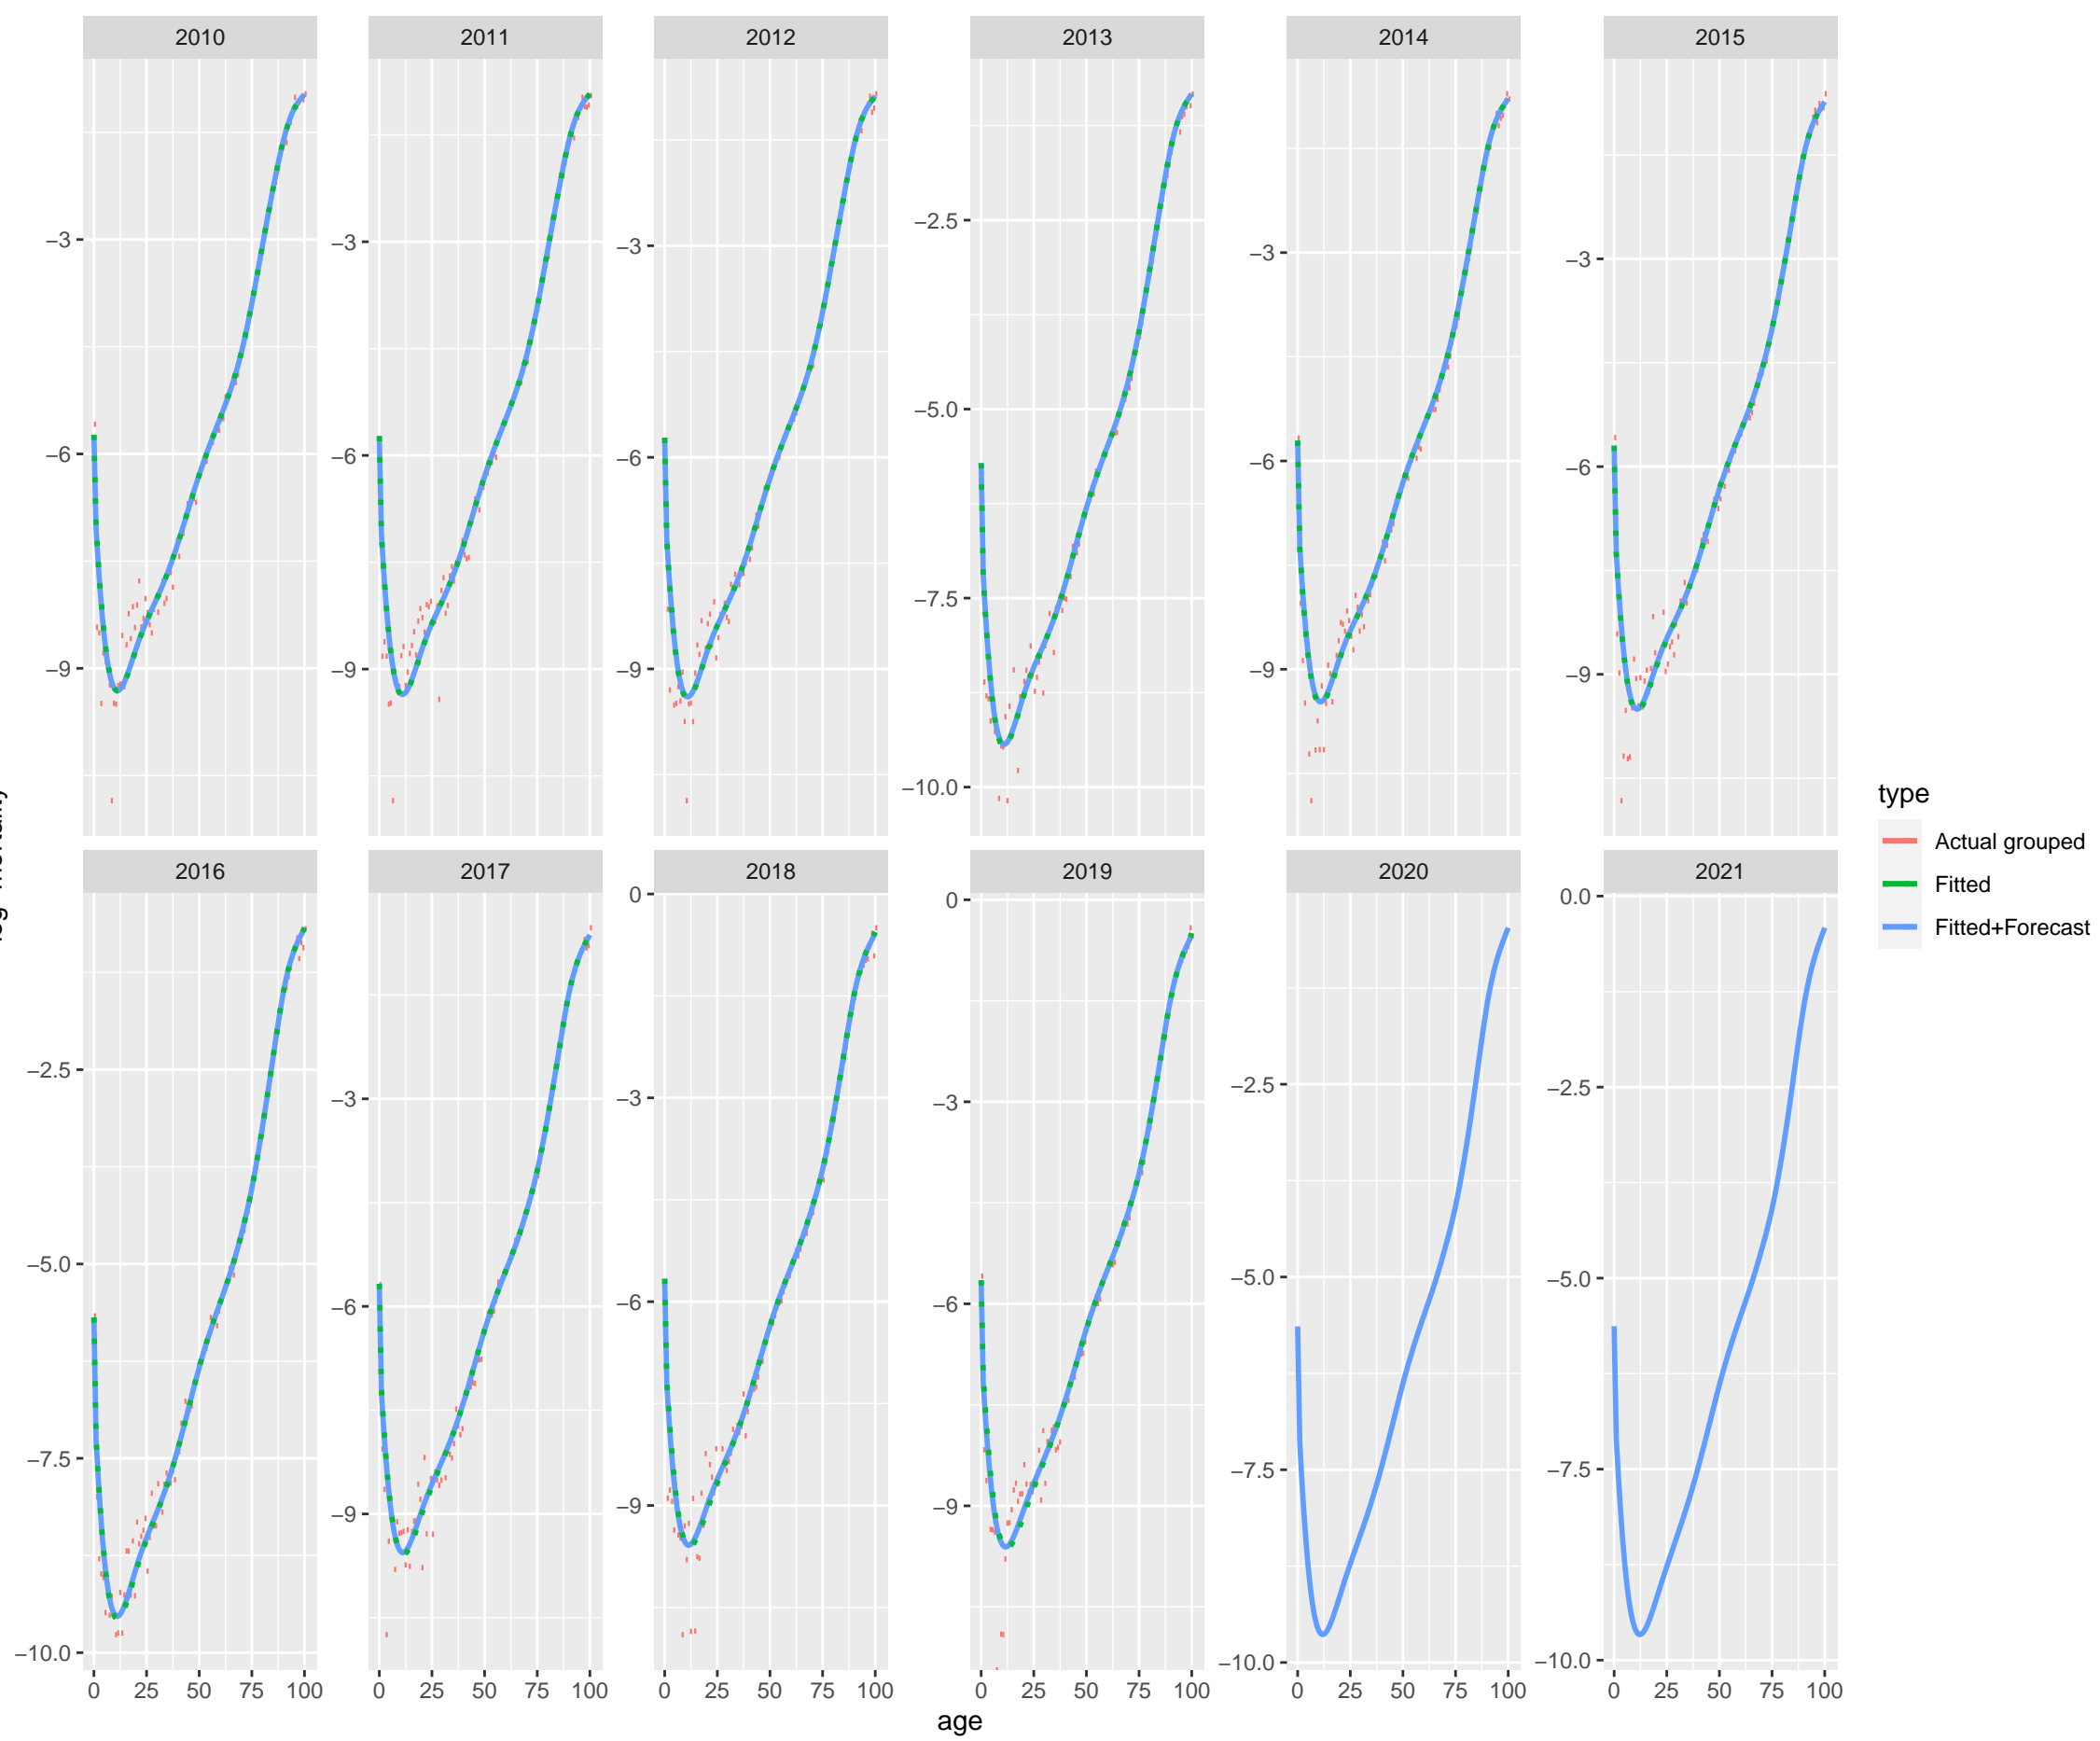 2010 2011 2012 2013 2014 2015
−3 −3 −3 −2.5 −3 −3
−6 −6 −6 −5.0 −6 −6
−9 −9 −9 −7.5 −9 −9
−10.0
2016 2017 2018 2019 2020 2021
0 0 0.0
−2.5 −3 −3 −3 −2.5 −2.5
−5.0 −6 −6 −6 −5.0 −5.0
−7.5 −9 −9 −9 −7.5 −7.5
−10.0 −10.0 −10.0
0 25 50 75 100 0 25 50 75 100 0 25 50 75 100 0 25 50 75 100 0 25 50 75 100 0 25 50 75 100
age
type
Actual grouped
Fitted
Fitted+Forecast